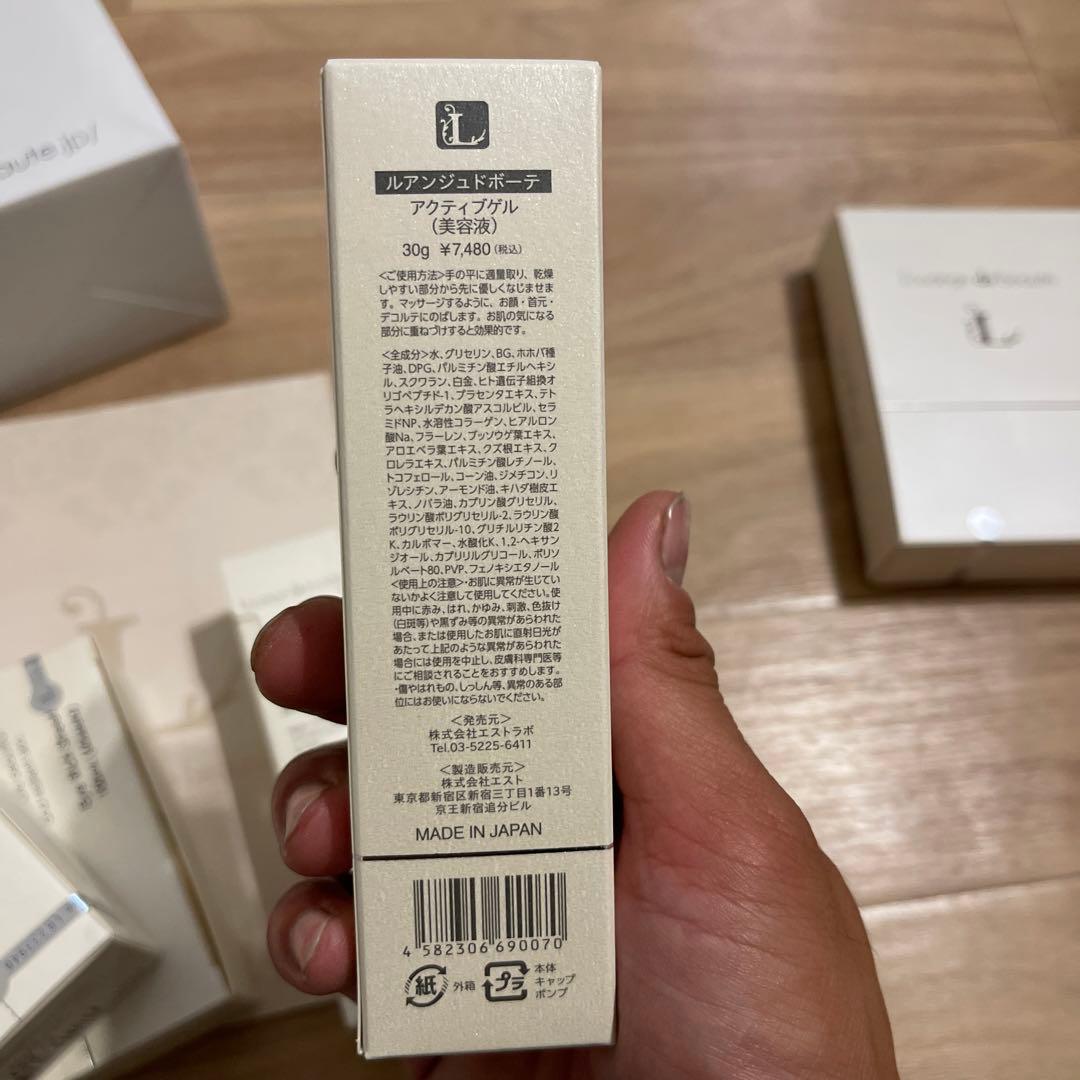 aute.jp/
L
ルアンジュドボーテ
アクティブゲル
(美容液)
30g ¥7,480(税込)
<ご使用方法>手の平に適量取り、乾燥
しやすい部分から先に優しくなじませま
す。マッサージするように、お顔・首元・
デコルテにのばします。お肌の気になる
部分に重ねづけすると効果的です。
<全成分>水、グリセリン、BG、ホホバ種
子油、DPG、パルミチン酸エチルヘキシ
ル、スクワラン、白金、ヒト遺伝子組換オ
リゴペプチド-1、プラセンタエキス、テト
ラヘキシルデカン酸アスコルビル、セラ
ミドNP、水溶性コラーゲン、ヒアルロン
酸Na、フラーレン、ブッソウゲ葉エキス、
アロエベラ葉エキス、クズ根エキス、ク
ロレラエキス、パルミチン酸レチノール、
トコフェロール、コーン油、ジメチコン、リ
ゾレシチン、アーモンド油、キハダ樹皮エ
キス、ノバラ油、カプリン酸グリセリル、
ラウリン酸ポリグリセリル-2、ラウリン酸
ポリグリセリル-10、グリチルリチン酸2
K、カルボマー、水酸化K、1,2-ヘキサン
ジオール、カプリリルグリコール、ポリソ
ルベート80、PVP、フェノキシエタノール
<使用上の注意>・お肌に異常が生じてい
ないかよく注意して使用してください。使
用中に赤み、はれ、かゆみ、刺激、色抜け
(白斑等)や黒ずみ等の異常があらわれた
場合、または使用したお肌に直射日光が
あたって上記のような異常があらわれた
場合には使用を中止し、皮膚科専門医等
にご相談されることをおすすめします。
・傷やはれもの、しっしん等、異常のある部
位にはお使いにならないでください。
<発売元>
株式会社エストラボ
Tel.03-5225-6411
<製造販売元>
株式会社エスト
東京都新宿区新宿三丁目1番13号
京王新宿追分ビル
MADE IN JAPAN
4 582306 690070
紙 外箱 プラ 本体
キャップ
ポンプ
L